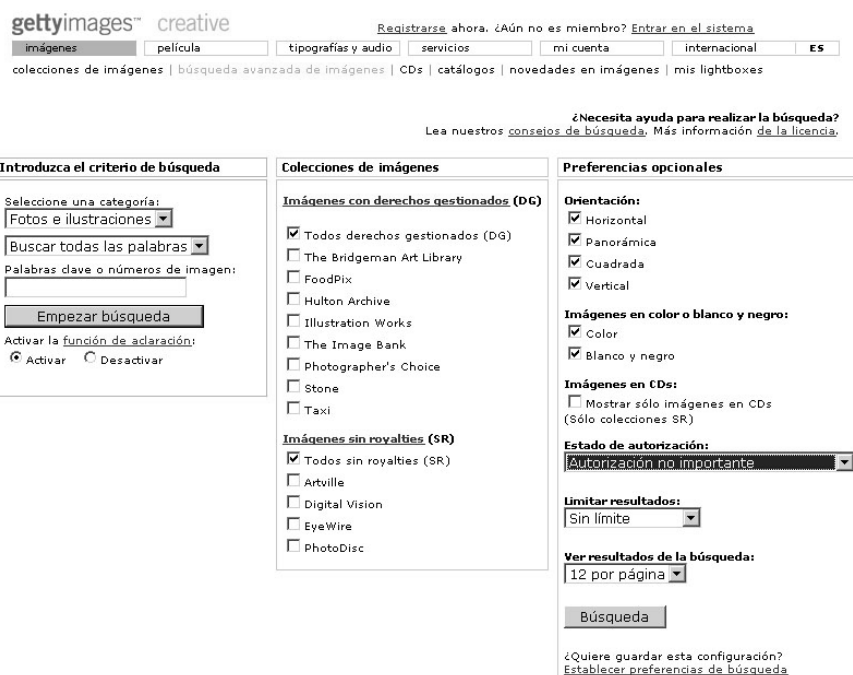 gettyimages™ creative
Registrarse ahora. ¿Aún no es miembro? Entrar en el sistema
imágenes película tipografías y audio servicios mi cuenta internacional ES
colecciones de imágenes | búsqueda avanzada de imágenes | CDs | catálogos | novedades en imágenes | mis lightboxes
¿Necesita ayuda para realizar la búsqueda?
Lea nuestros consejos de búsqueda. Más información de la licencia.
Introduzca el criterio de búsqueda
Seleccione una categoría:
Fotos e ilustraciones
Buscar todas las palabras
Palabras clave o números de imagen:
Empezar búsqueda
Activar la función de aclaración:
Activar Desactivar
Colecciones de imágenes
Imágenes con derechos gestionados (DG)
Todos derechos gestionados (DG)
The Bridgeman Art Library
FoodPix
Hulton Archive
Illustration Works
The Image Bank
Photographer's Choice
Stone
Taxi
Imágenes sin royalties (SR)
Todos sin royalties (SR)
Artville
Digital Vision
EyeWire
PhotoDisc
Preferencias opcionales
Orientación:
Horizontal
Panorámica
Cuadrada
Vertical
Imágenes en color o blanco y negro:
Color
Blanco y negro
Imágenes en CDs:
Mostrar sólo imágenes en CDs
(Sólo colecciones SR)
Estado de autorización:
Autorización no importante
Limitar resultados:
Sin límite
Ver resultados de la búsqueda:
12 por página
Búsqueda
¿Quiere guardar esta configuración?
Establecer preferencias de búsqueda